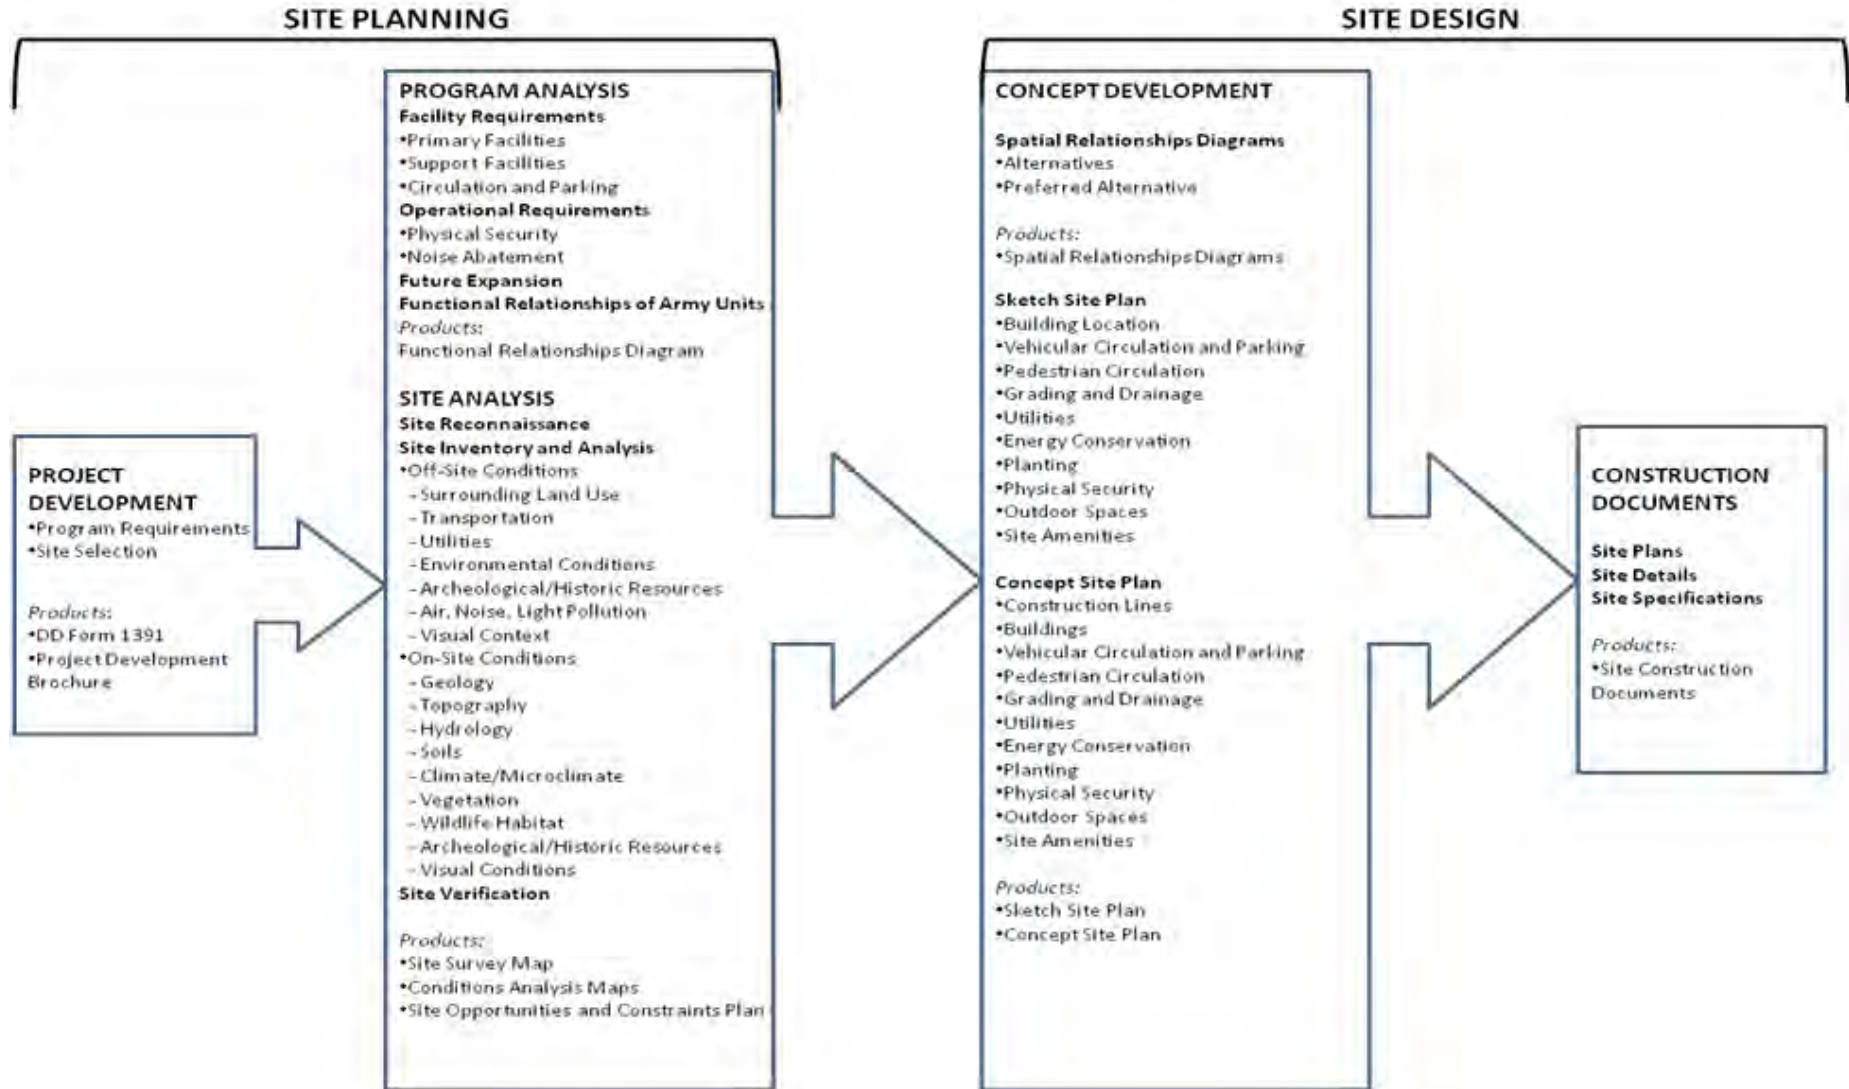 SITE PLANNING
SITE DESIGN
PROJECT
DEVELOPMENT
•Program Requirements
•Site Selection
Products:
•DD Form 1391
•Project Development
Brochure
PROGRAM ANALYSIS
Facility Requirements
•Primary Facilities
•Support Facilities
•Circulation and Parking
Operational Requirements
•Physical Security
•Noise Abatement
Future Expansion
Functional Relationships of Army Units
Products:
Functional Relationships Diagram
SITE ANALYSIS
Site Reconnaissance
Site Inventory and Analysis
•Off-Site Conditions
- Surrounding Land Use
- Transportation
- Utilities
- Environmental Conditions
- Archeological/Historic Resources
- Air, Noise, Light Pollution
- Visual Context
•On-Site Conditions
- Geology
- Topography
- Hydrology
- Soils
- Climate/Microclimate
- Vegetation
- Wildlife Habitat
- Archeological/Historic Resources
- Visual Conditions
Site Verification
Products:
•Site Survey Map
•Conditions Analysis Maps
•Site Opportunities and Constraints Plan
CONCEPT DEVELOPMENT
Spatial Relationships Diagrams
•Alternatives
•Preferred Alternative
Products:
•Spatial Relationships Diagrams
Sketch Site Plan
•Building Location
•Vehicular Circulation and Parking
•Pedestrian Circulation
•Grading and Drainage
•Utilities
•Energy Conservation
•Planting
•Physical Security
•Outdoor Spaces
•Site Amenities
Concept Site Plan
•Construction Lines
•Buildings
•Vehicular Circulation and Parking
•Pedestrian Circulation
•Grading and Drainage
•Utilities
•Energy Conservation
•Planting
•Physical Security
•Outdoor Spaces
•Site Amenities
Products:
•Sketch Site Plan
•Concept Site Plan
CONSTRUCTION
DOCUMENTS
Site Plans
Site Details
Site Specifications
Products:
•Site Construction
Documents